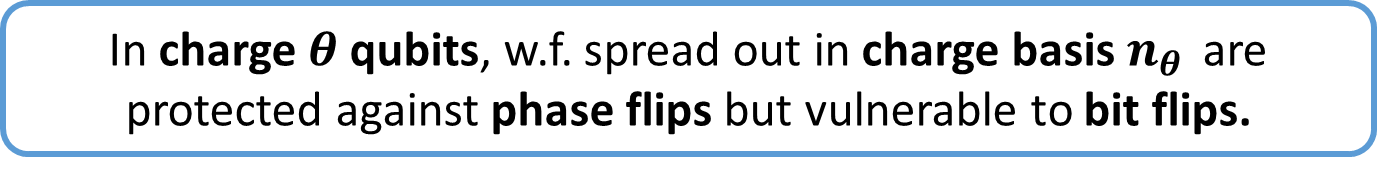 In charge θ qubits, w.f. spread out in charge basis n_θ are
protected against phase flips but vulnerable to bit flips.